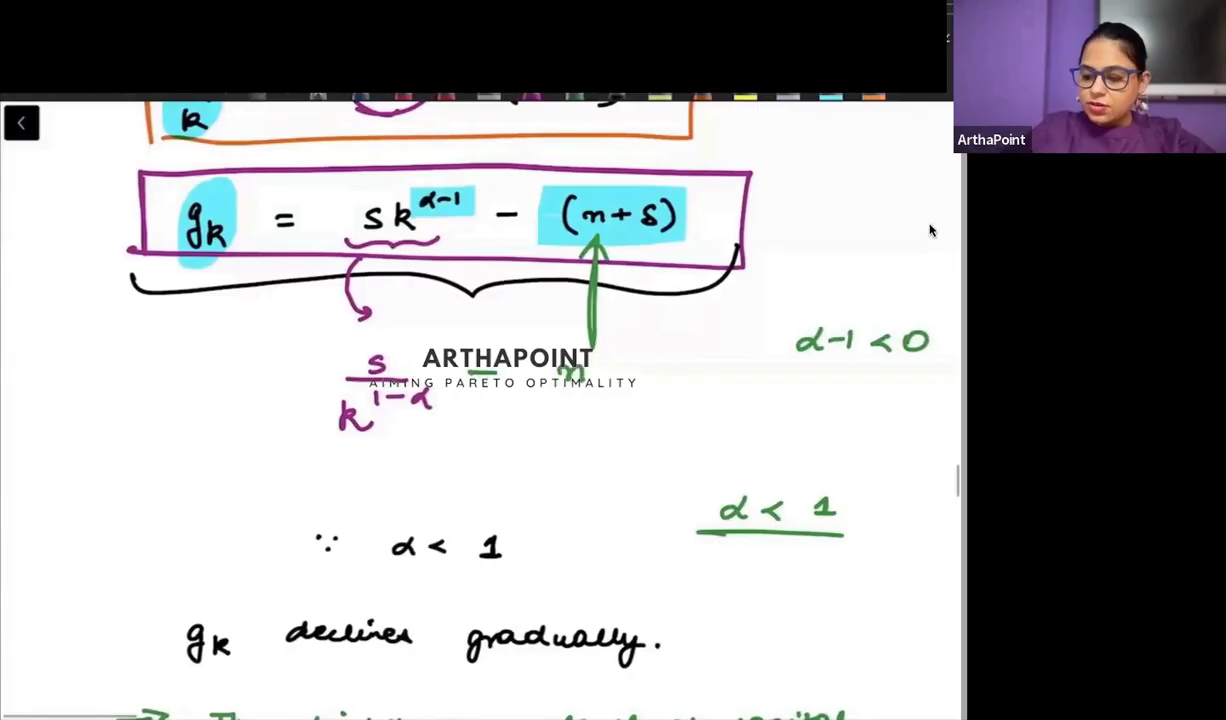 k
gk = sk^α-1 - (n + δ)
α-1 < 0
s / k^1-α - n
ARTHAPOINT
AIMING PARETO OPTIMALITY
α < 1
∵ α < 1
gk declines gradually.
ArthaPoint